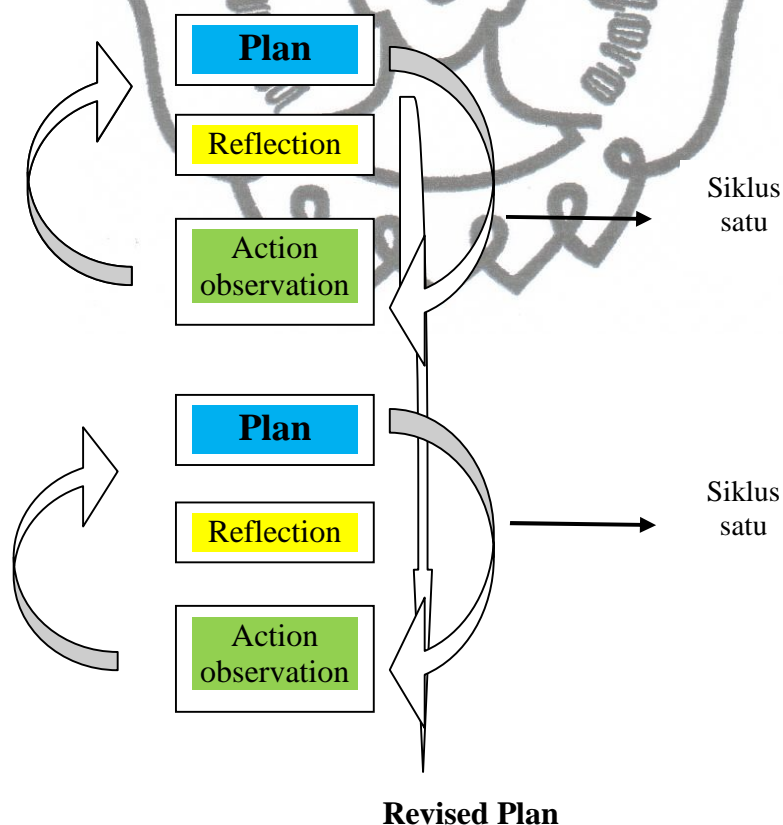 Plan
Reflection
Action
observation
Siklus
satu
Plan
Reflection
Action
observation
Siklus
satu
Revised Plan